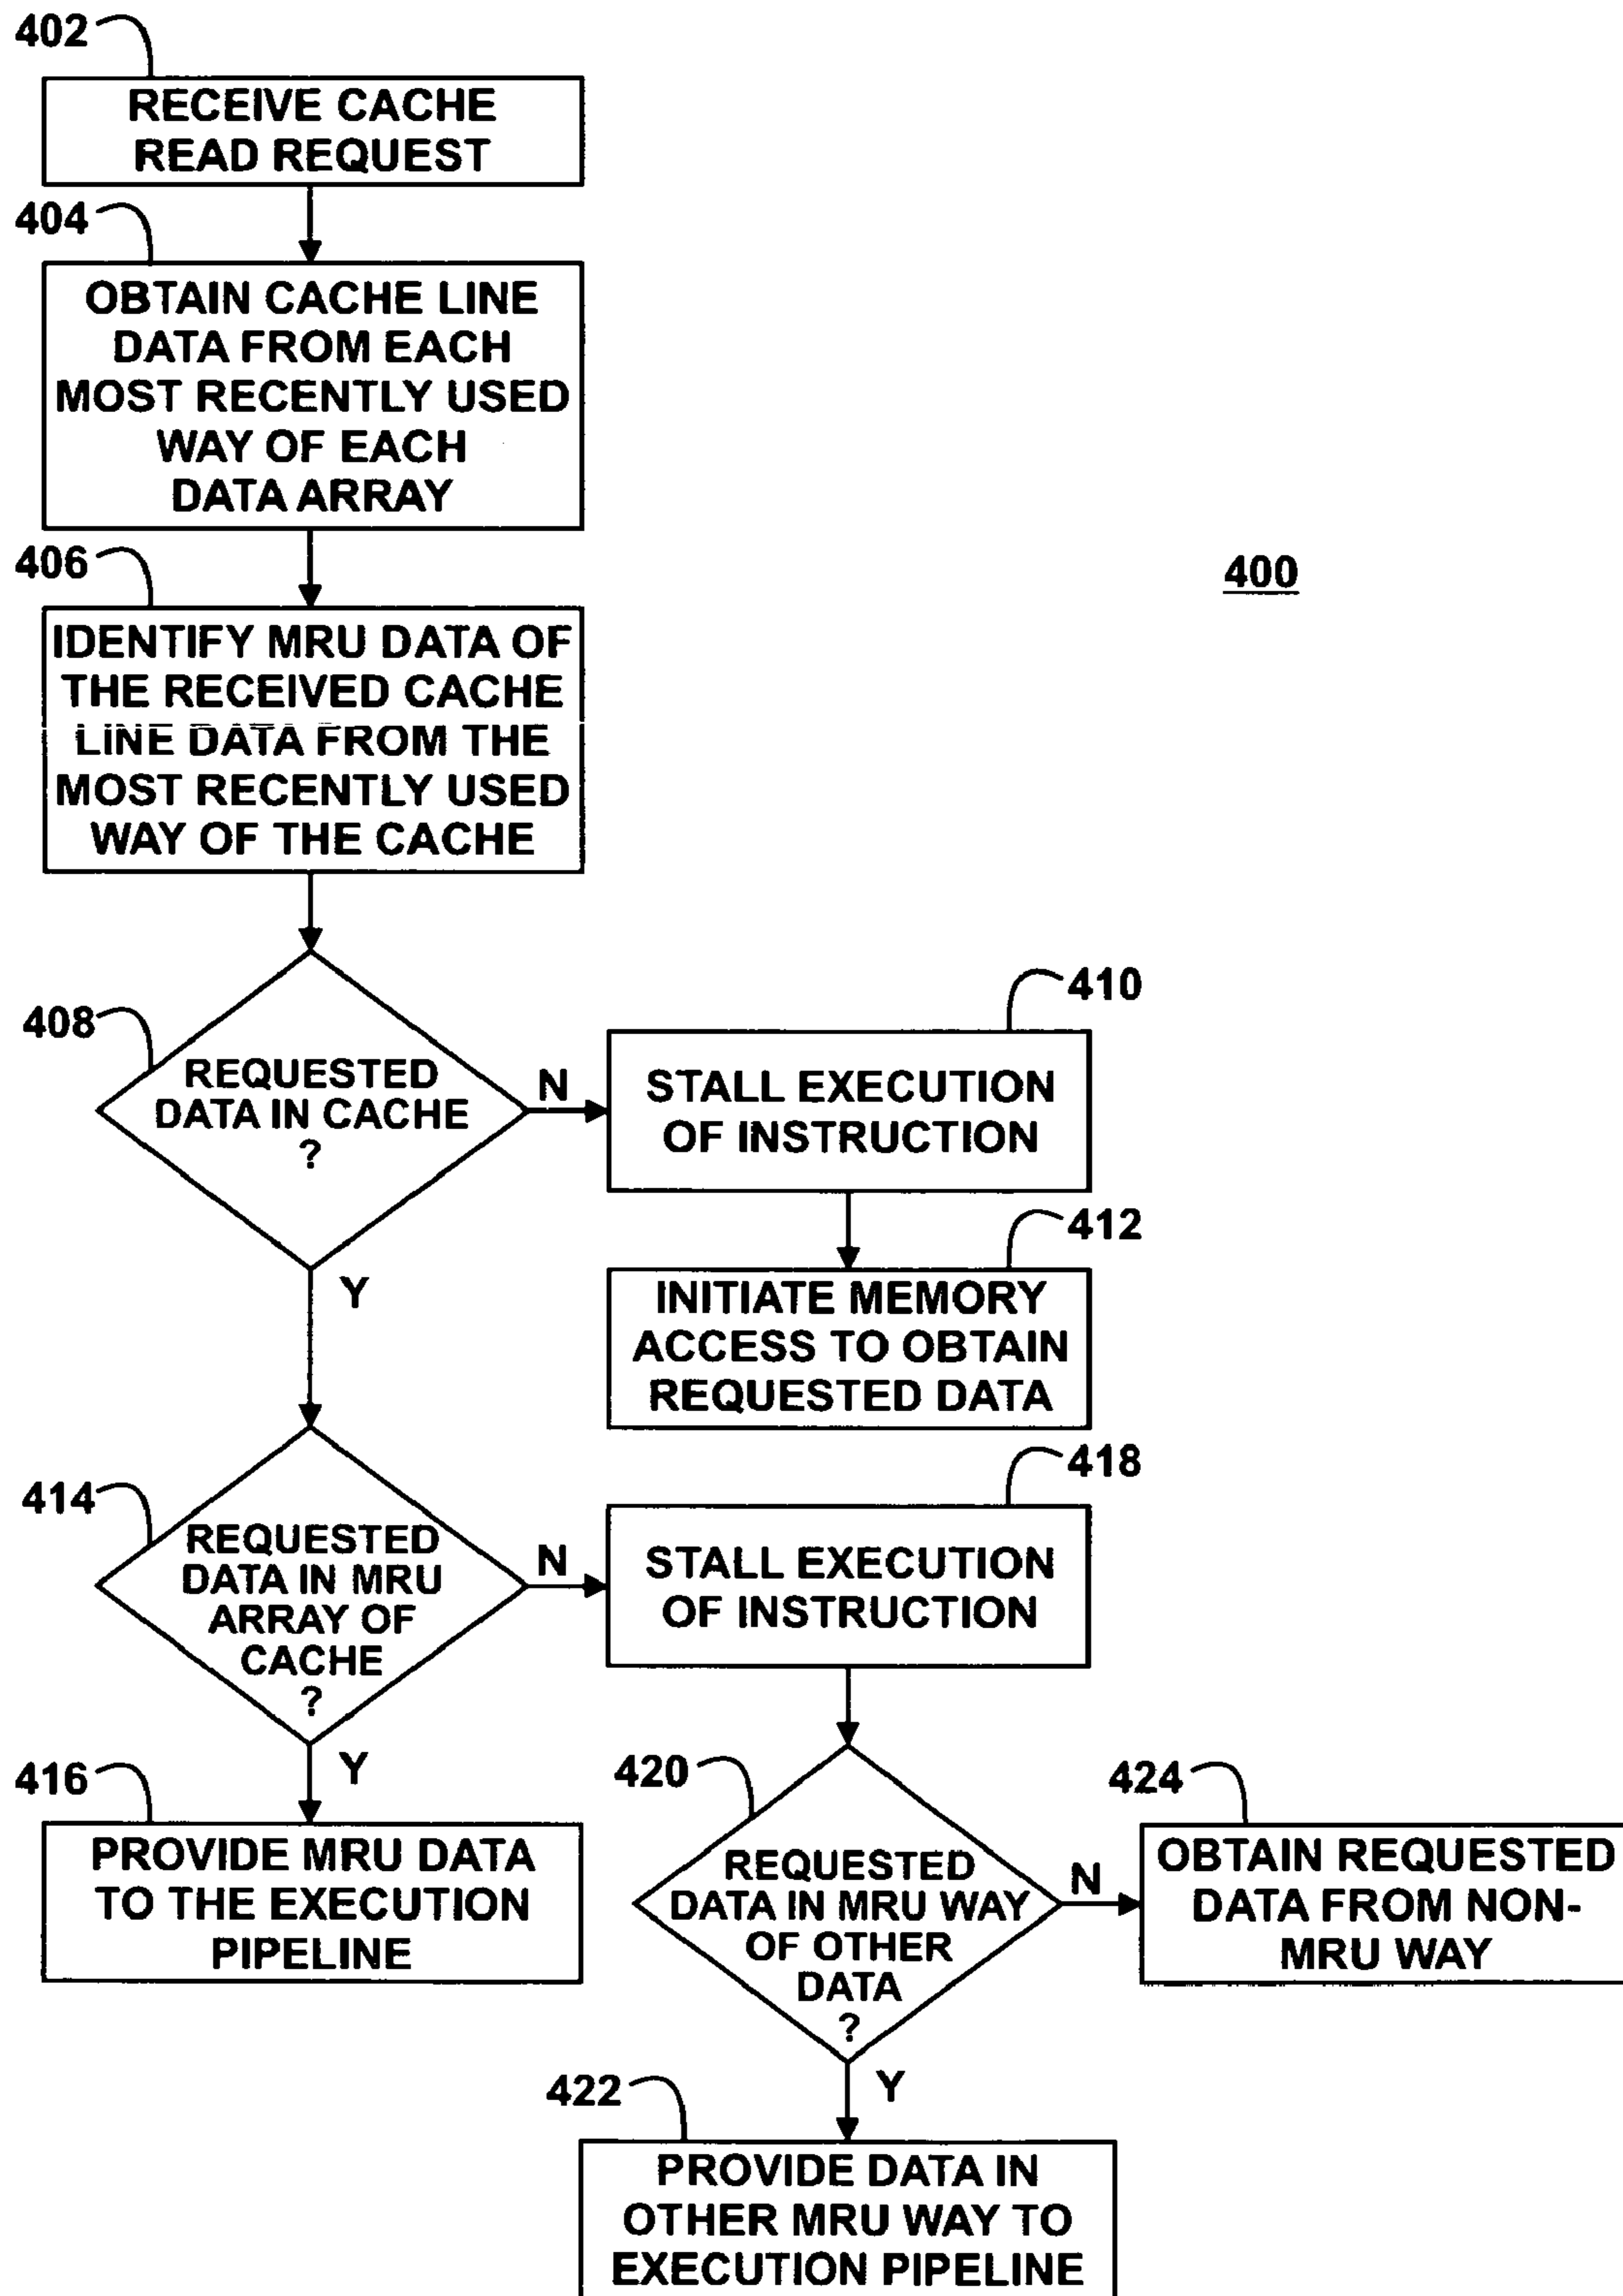 402
RECEIVE CACHE
READ REQUEST
404
OBTAIN CACHE LINE
DATA FROM EACH
MOST RECENTLY USED
WAY OF EACH
DATA ARRAY
406
IDENTIFY MRU DATA OF
THE RECEIVED CACHE
LINE DATA FROM THE
MOST RECENTLY USED
WAY OF THE CACHE
400
408
REQUESTED
DATA IN CACHE
?
N
Y
410
STALL EXECUTION
OF INSTRUCTION
412
INITIATE MEMORY
ACCESS TO OBTAIN
REQUESTED DATA
414
REQUESTED
DATA IN MRU
ARRAY OF
CACHE
?
N
Y
418
STALL EXECUTION
OF INSTRUCTION
416
PROVIDE MRU DATA
TO THE EXECUTION
PIPELINE
420
REQUESTED
DATA IN MRU WAY
OF OTHER
DATA
?
N
Y
424
OBTAIN REQUESTED
DATA FROM NON-
MRU WAY
422
PROVIDE DATA IN
OTHER MRU WAY TO
EXECUTION PIPELINE